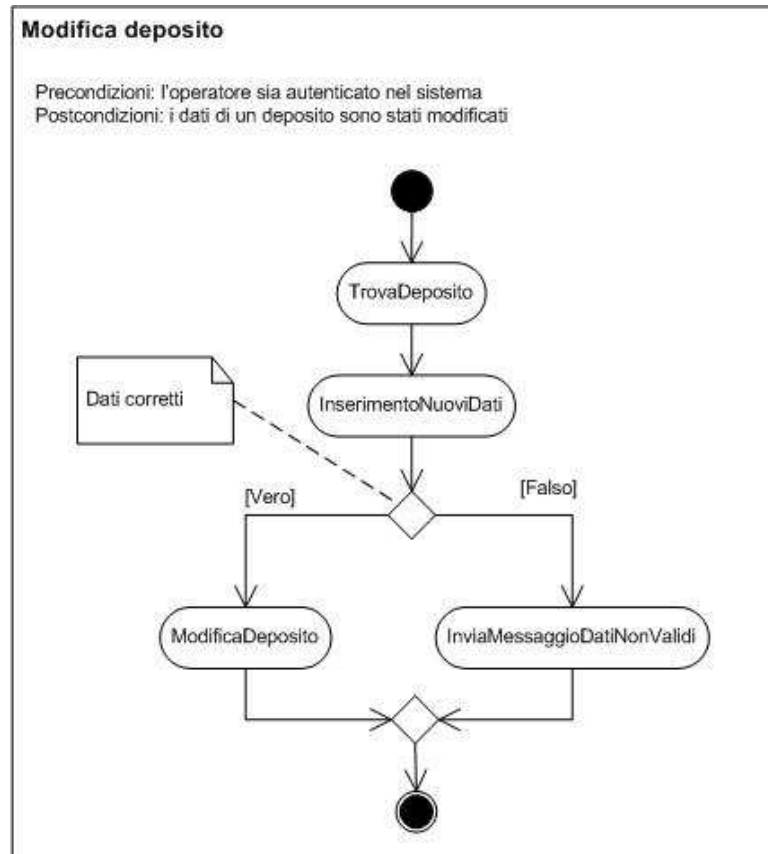 Modifica deposito
Precondizioni: l'operatore sia autenticato nel sistema
Postcondizioni: i dati di un deposito sono stati modificati
TrovaDeposito
InserimentoNuoviDati
Dati corretti
[Vero]
[Falso]
ModificaDeposito
InviaMessaggioDatiNonValidi